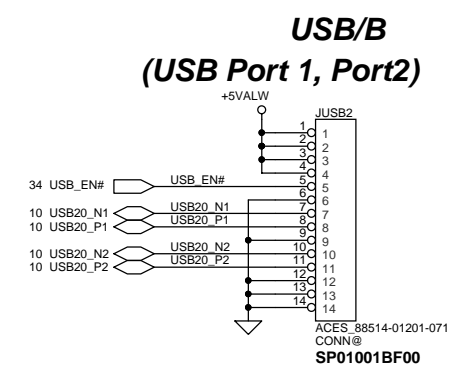 USB/B
(USB Port 1, Port2)
+5VALW
JUSB2
1 1
2 2
3 3
4 4
34 USB_EN# USB_EN# 5 5
6 6
10 USB20_N1 USB20_N1 7 7
10 USB20_P1 USB20_P1 8 8
9 9
10 USB20_N2 USB20_N2 10 10
10 USB20_P2 USB20_P2 11 11
12 12
13 13
14 14
ACES_88514-01201-071
CONN@
SP01001BF00